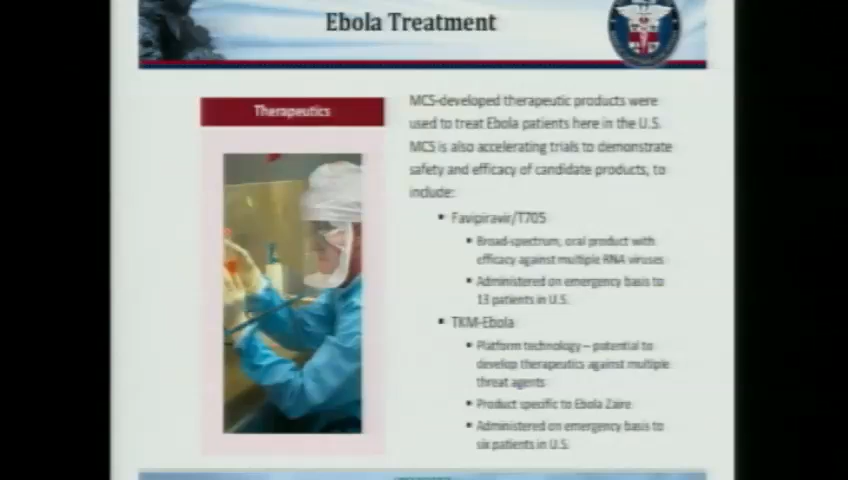 Ebola Treatment
Therapeutics
MCS-developed therapeutic products were
used to treat Ebola patients here in the U.S.
MCS is also accelerating trials to demonstrate
safety and efficacy of candidate products, to
include:
▪ Favipiravir/T705
▪ Broad-spectrum, oral product with
efficacy against multiple RNA viruses
▪ Administered on emergency basis to
13 patients in U.S.
▪ TKM-Ebola
▪ Platform technology – potential to
develop therapeutics against multiple
threat agents
▪ Product specific to Ebola Zaire
▪ Administered on emergency basis to
six patients in U.S.